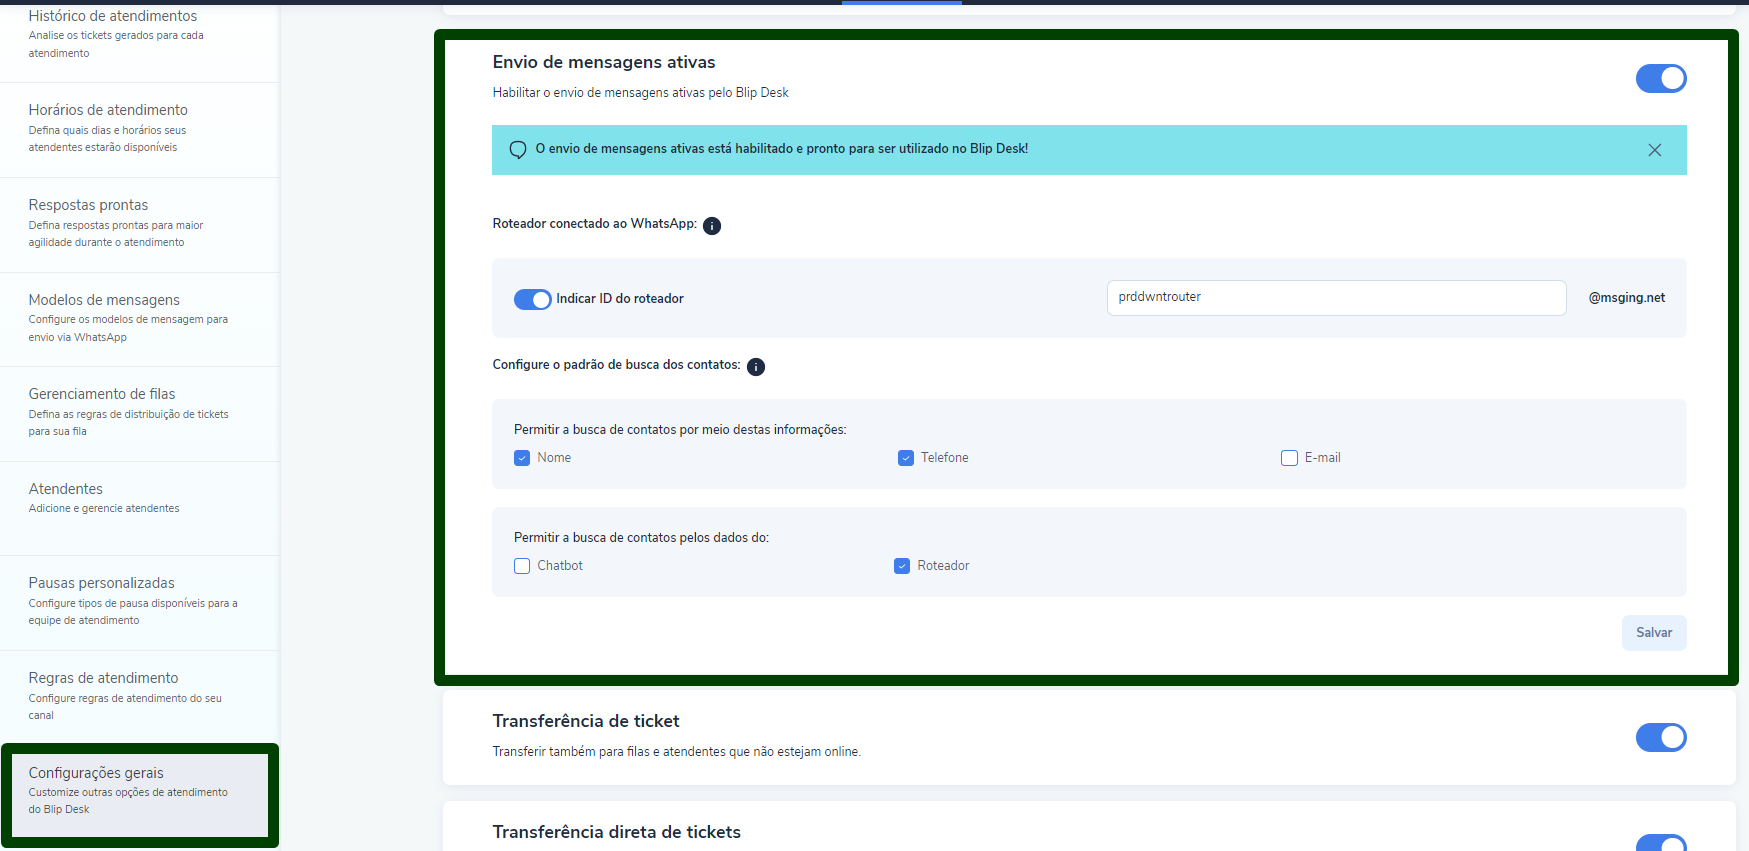 Histórico de atendimentos
Analise os tickets gerados para cada
atendimento
Horários de atendimento
Defina quais dias e horários seus
atendentes estarão disponíveis
Respostas prontas
Defina respostas prontas para maior
agilidade durante o atendimento
Modelos de mensagens
Configure os modelos de mensagem para
envio via WhatsApp
Gerenciamento de filas
Defina as regras de distribuição de tickets
para sua fila
Atendentes
Adicione e gerencie atendentes
Pausas personalizadas
Configure tipos de pausa disponíveis para a
equipe de atendimento
Regras de atendimento
Configure regras de atendimento do seu
canal
Configurações gerais
Customize outras opções de atendimento
do Blip Desk
Envio de mensagens ativas
Habilitar o envio de mensagens ativas pelo Blip Desk
O envio de mensagens ativas está habilitado e pronto para ser utilizado no Blip Desk!
Roteador conectado ao WhatsApp:
Indicar ID do roteador
prddwntrouter
@msging.net
Configure o padrão de busca dos contatos:
Permitir a busca de contatos por meio destas informações:
Nome
Telefone
E-mail
Permitir a busca de contatos pelos dados do:
Chatbot
Roteador
Salvar
Transferência de ticket
Transferir também para filas e atendentes que não estejam online.
Transferência direta de tickets